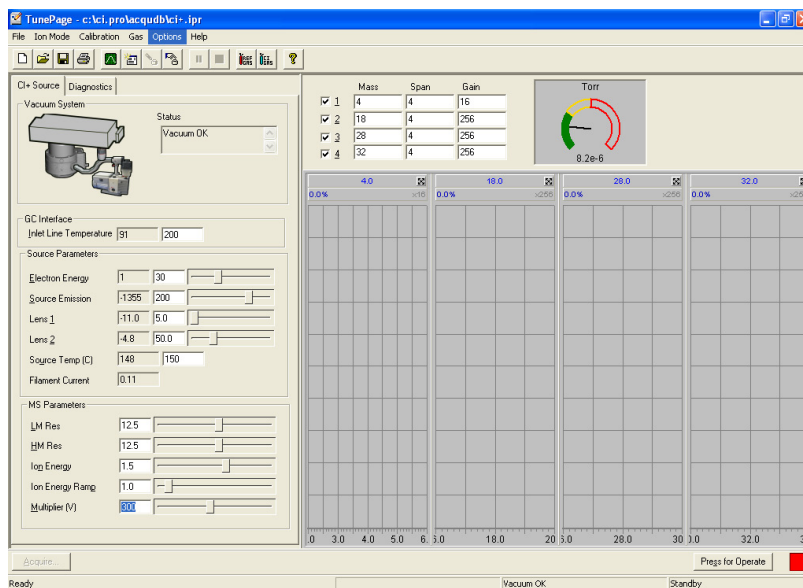 TunePage - c:\ci.pro\acqudb\ci+.ipr
File Ion Mode Calibration Gas Options Help
CI+ Source Diagnostics
Vacuum System
Status
Vacuum OK
GC Interface
Inlet Line Temperature 91 200
Source Parameters
Electron Energy 1 30
Source Emission -1355 200
Lens 1 -11.0 5.0
Lens 2 -4.8 50.0
Source Temp (C) 148 150
Filament Current 0.11
MS Parameters
LM Res 12.5
HM Res 12.5
Ion Energy 1.5
Ion Energy Ramp 1.0
Multiplier (V) 300
Mass Span Gain
1 4 4 16
2 18 4 256
3 28 4 256
4 32 4 256
Torr
8.2e-6
4.0 18.0 28.0 32.0
0.0% x16 0.0% x256 0.0% x256 0.0%
3.0 4.0 5.0 18.0 20 28.0 30 32.0
Acquire... Press for Operate
Ready Vacuum OK Standby